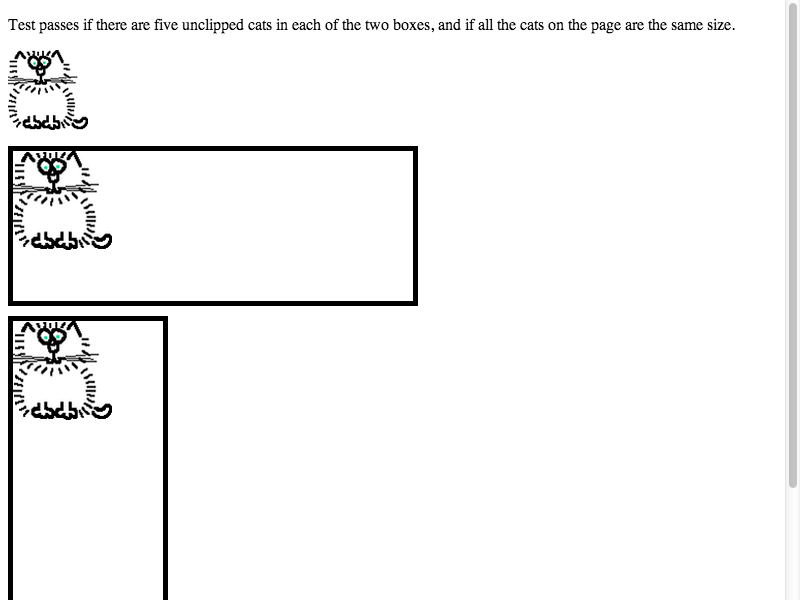 Test passes if there are five unclipped cats in each of the two boxes, and if all the cats on the page are the same size.